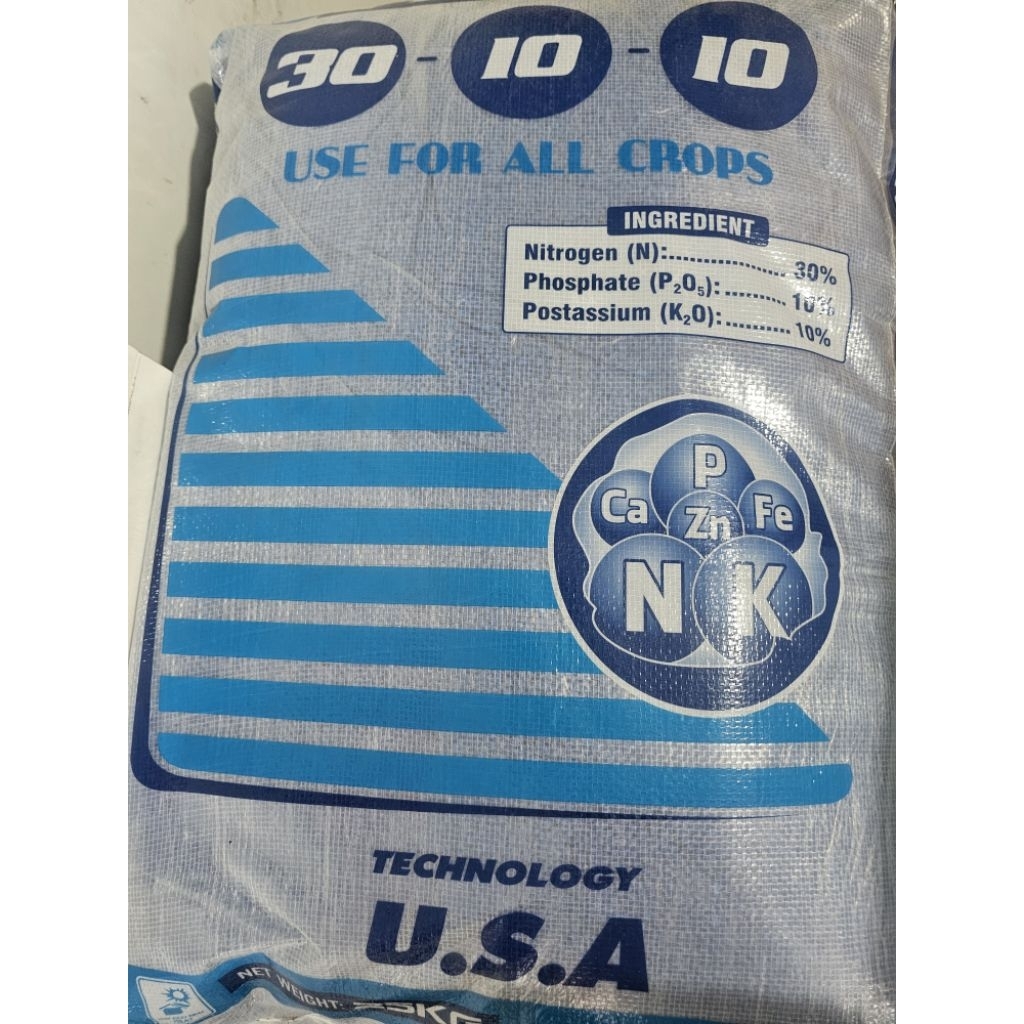 30 - 10 - 10
USE FOR ALL CROPS
INGREDIENT
Nitrogen (N):.................. 30%
Phosphate (P₂O₅):.......... 10%
Postassium (K₂O):........... 10%
P
Ca Zn Fe
N K
TECHNOLOGY
U.S.A
NET WEIGHT: 25KG